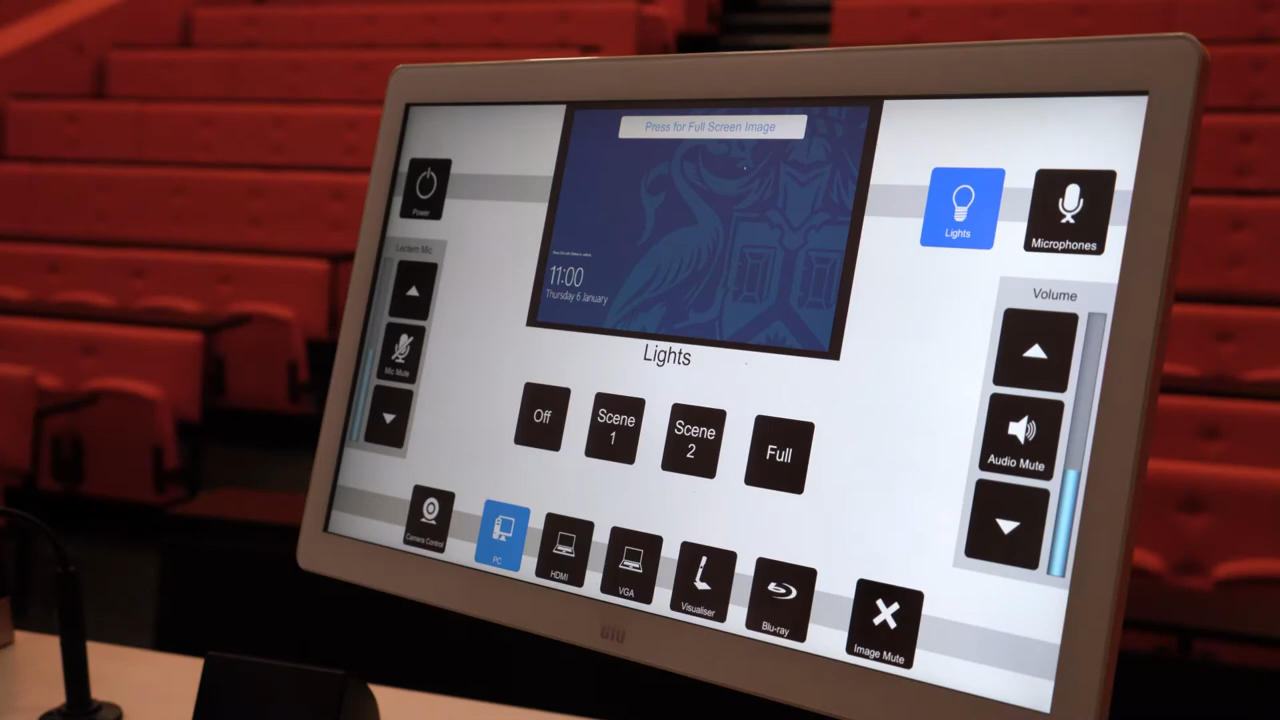 Press for Full Screen Image
Power
Lights
Microphones
Lectern Mic
Mic Mute
11:00
Thursday 6 January
Volume
Audio Mute
Lights
Off
Scene
1
Scene
2
Full
Camera Control
PC
HDMI
VGA
Visualiser
Blu-ray
Image Mute
elo